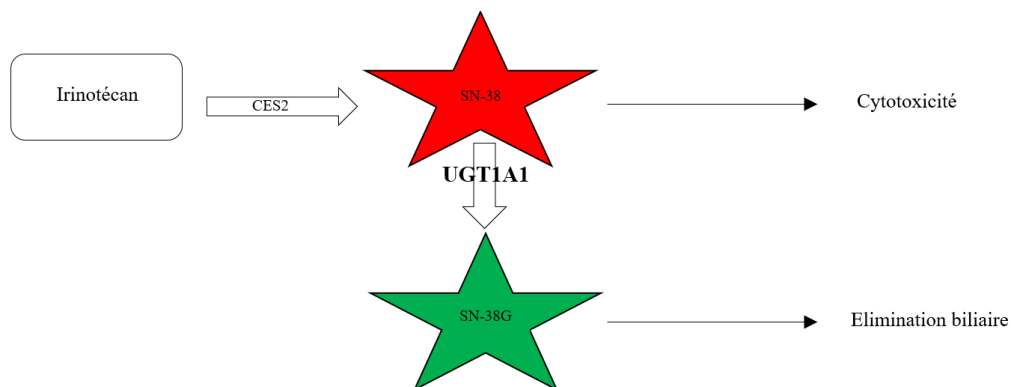 Irinotécan
CES2
SN-38
Cytotoxicité
UGT1A1
SN-38G
Elimination biliaire